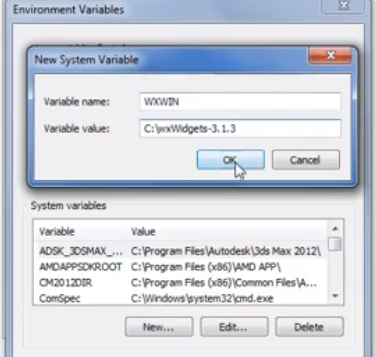 Environment Variables
New System Variable
Variable name: WXWIN
Variable value: C:\wxWidgets-3.1.3
OK Cancel
System variables
Variable Value
ADSK_3DSMAX_... C:\Program Files\Autodesk\3ds Max 2012\
AMDAPPSDKROOT C:\Program Files (x86)\AMD APP\
CM2012DIR C:\Program Files (x86)\Common Files\A...
ComSpec C:\Windows\system32\cmd.exe
New... Edit... Delete